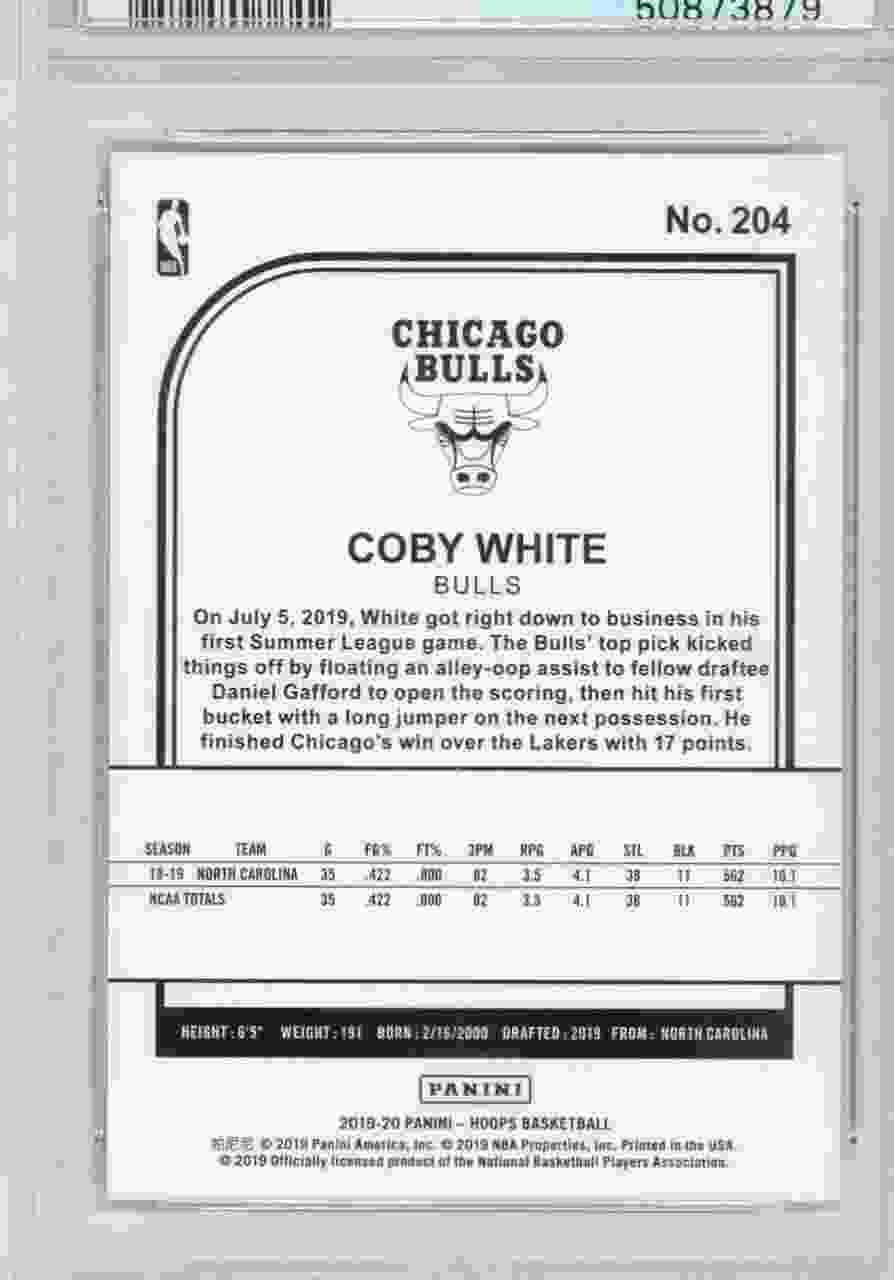 50873879
No. 204
CHICAGO
BULLS
COBY WHITE
BULLS
On July 5, 2019, White got right down to business in his
first Summer League game. The Bulls' top pick kicked
things off by floating an alley-oop assist to fellow draftee
Daniel Gafford to open the scoring, then hit his first
bucket with a long jumper on the next possession. He
finished Chicago's win over the Lakers with 17 points.
SEASON TEAM G FG% FT% 3PM RPG APG STL BLK PTS PPG
18-19 NORTH CAROLINA 35 .422 .800 82 3.5 4.1 38 11 562 16.1
NCAA TOTALS 35 .422 .800 82 3.5 4.1 38 11 562 16.1
HEIGHT: 6'5" WEIGHT: 191 BORN: 2/16/2000 DRAFTED: 2019 FROM: NORTH CAROLINA
PANINI
2019-20 PANINI – HOOPS BASKETBALL
帕尼尼 © 2019 Panini America, Inc. © 2019 NBA Properties, Inc. Printed in the USA.
© 2019 Officially licensed product of the National Basketball Players Association.